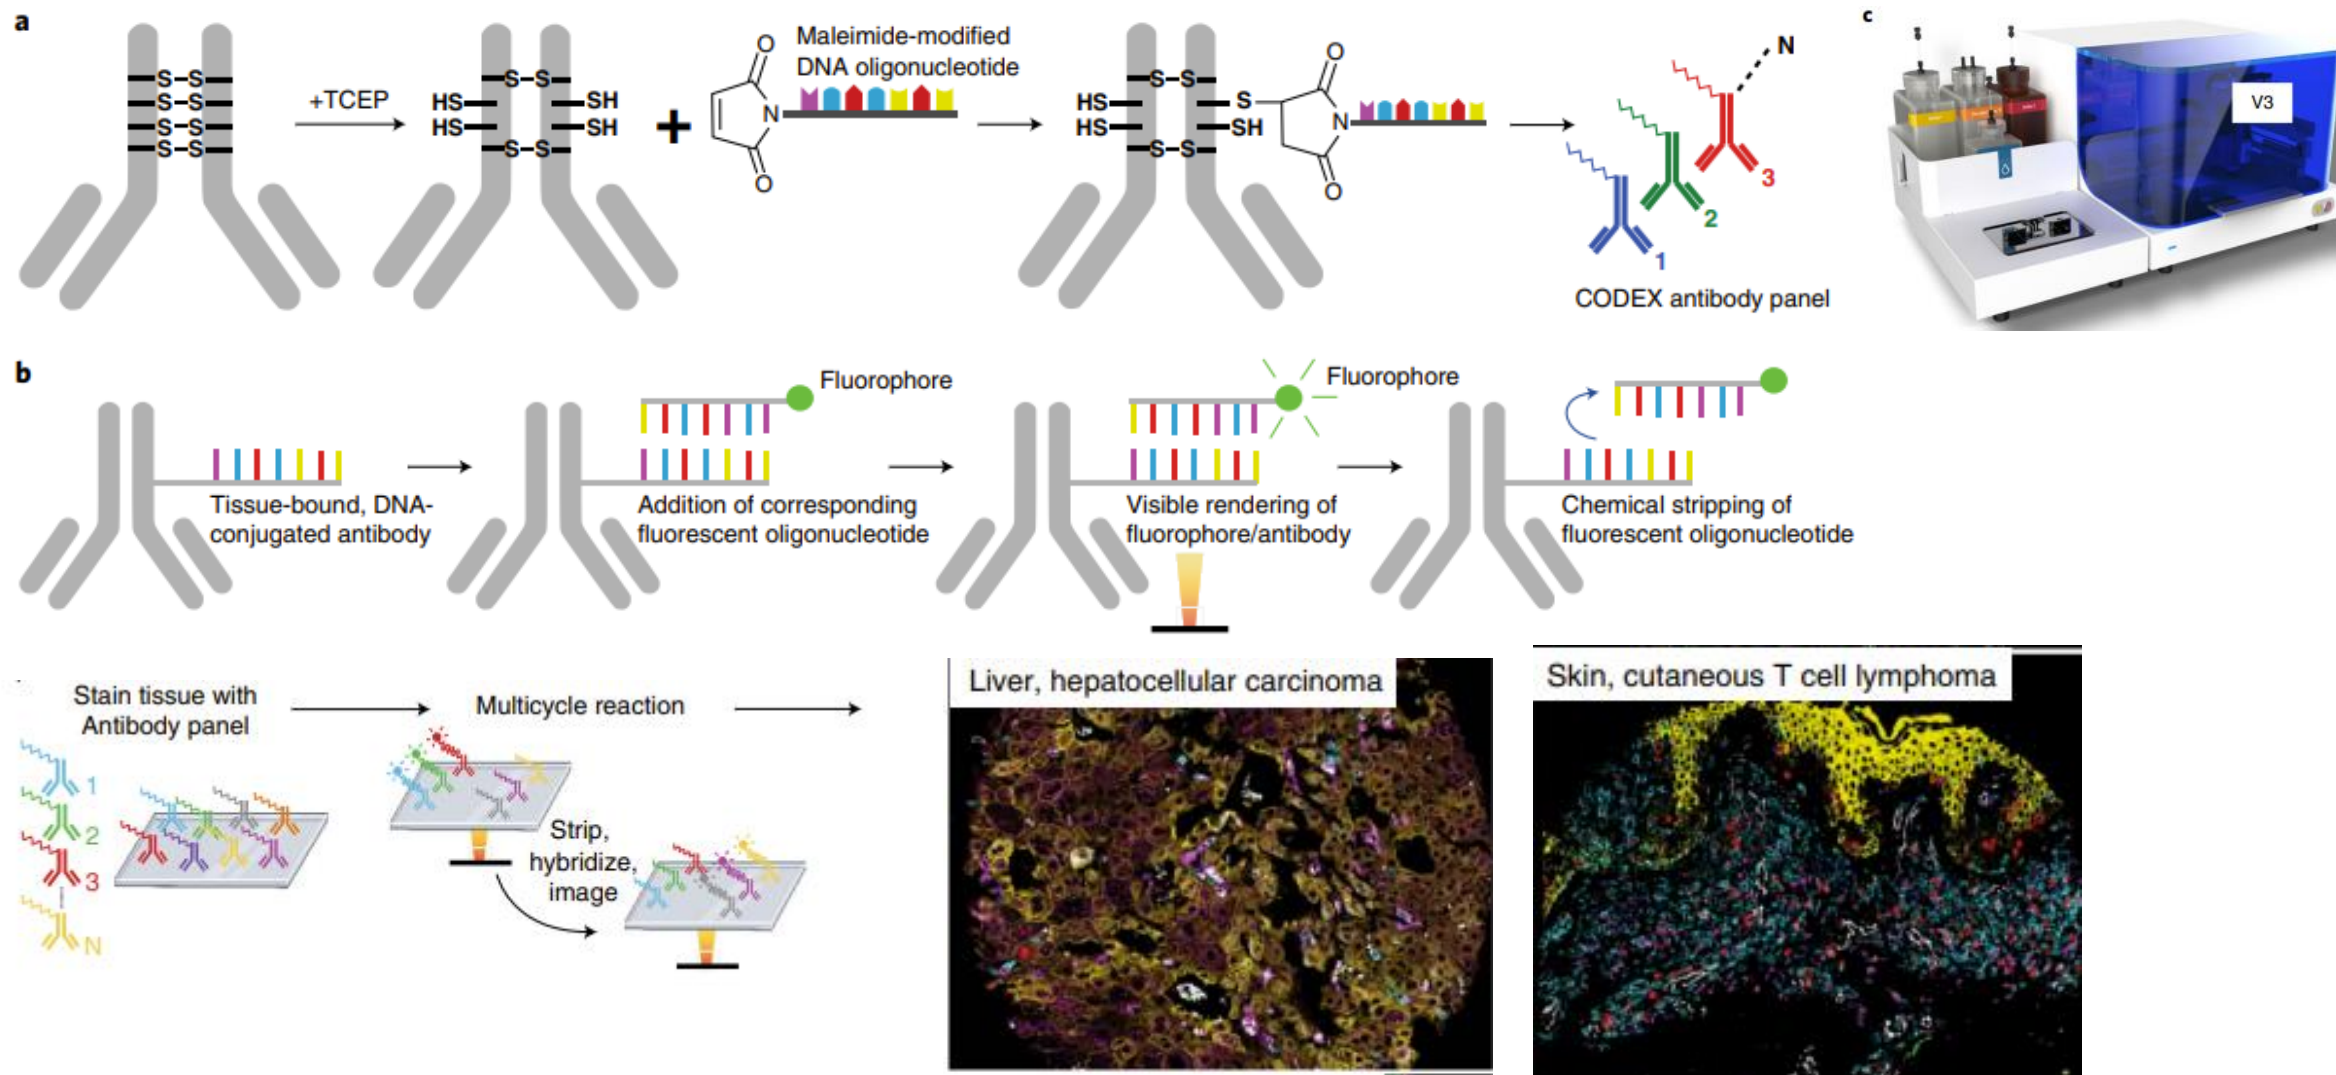 a
S–S
S–S
S–S
S–S
+TCEP
S–S
HS
SH
HS
SH
S–S
+
O
N
O
Maleimide-modified
DNA oligonucleotide
S–S
HS
S
HS
SH
S–S
O
N
O
N
3
2
1
CODEX antibody panel
c
V3
b
Tissue-bound, DNA-
conjugated antibody
Fluorophore
Addition of corresponding
fluorescent oligonucleotide
Fluorophore
Visible rendering of
fluorophore/antibody
Chemical stripping of
fluorescent oligonucleotide
Stain tissue with
Antibody panel
1
2
3
N
Multicycle reaction
Strip,
hybridize,
image
Liver, hepatocellular carcinoma
Skin, cutaneous T cell lymphoma